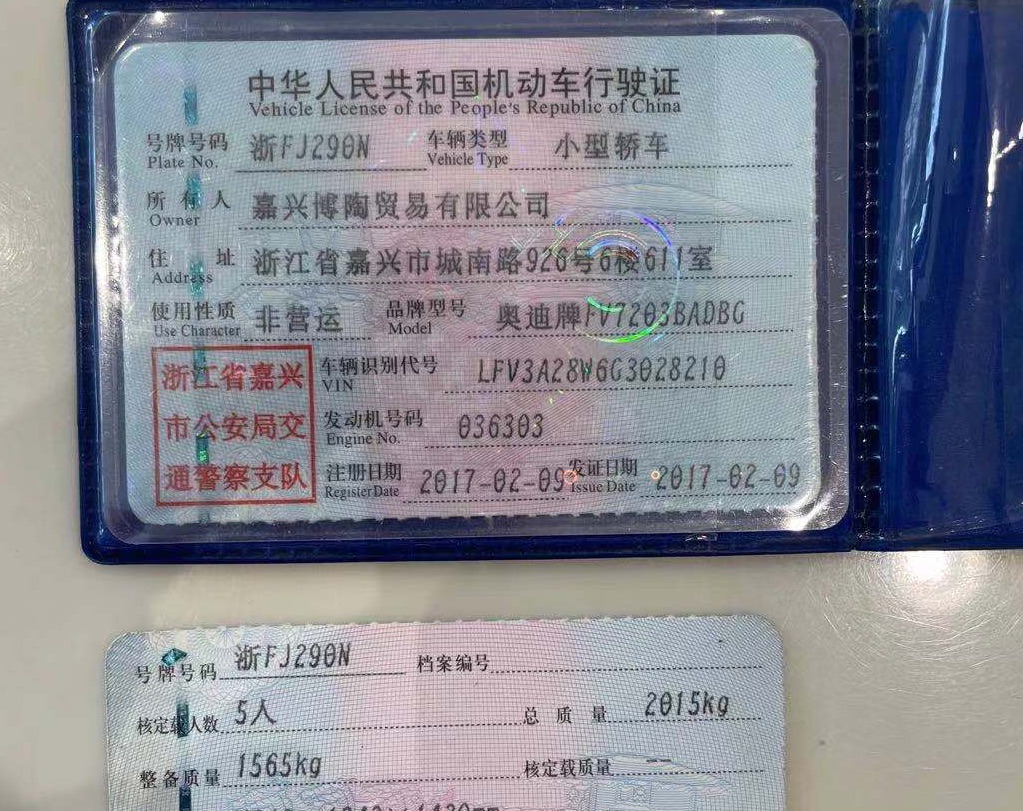 中华人民共和国机动车行驶证
Vehicle License of the People's Republic of China
号牌号码 浙FJ290N 车辆类型 小型轿车
Plate No. Vehicle Type
所有人 嘉兴博陶贸易有限公司
Owner
住址 浙江省嘉兴市城南路926号6楼611室
Address
使用性质 非营运 品牌型号 奥迪牌FV7203BADBG
Use Character Model
浙江省嘉兴
市公安局交
通警察支队
车辆识别代号 LFV3A28W6G3028210
VIN
发动机号码 036303
Engine No.
注册日期 2017-02-09 发证日期 2017-02-09
Register Date Issue Date
号牌号码 浙FJ290N 档案编号
核定载人数 5人 总质量 2015kg
整备质量 1565kg 核定载质量 --